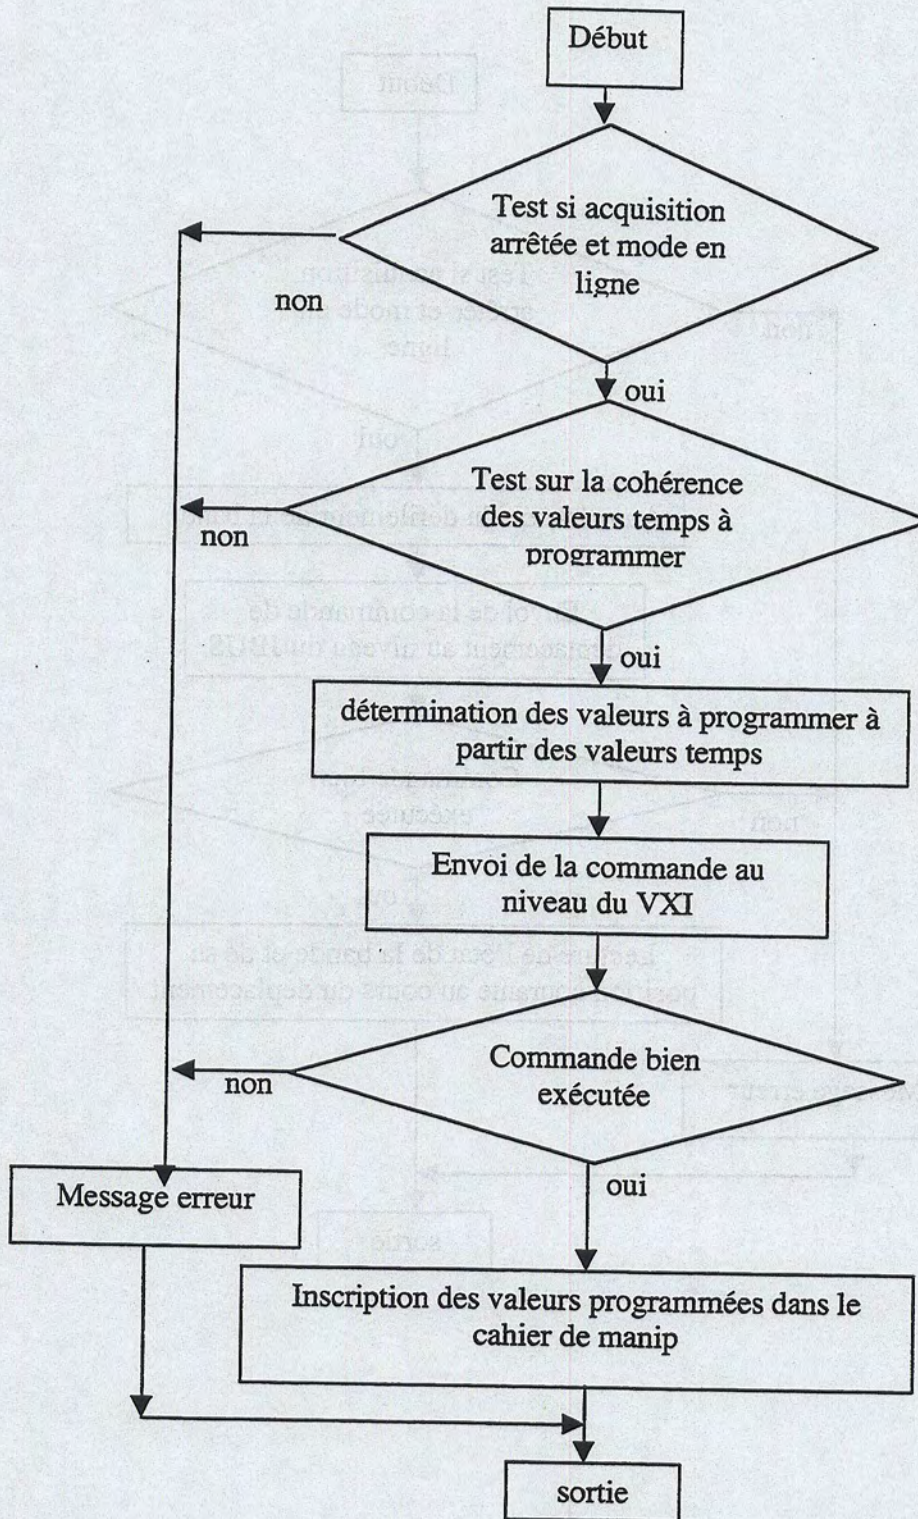 Début
Test si acquisition
arrêtée et mode en
ligne
non
oui
Test sur la cohérence
des valeurs temps à
programmer
non
oui
détermination des valeurs à programmer à
partir des valeurs temps
Envoi de la commande au
niveau du VXI
Commande bien
exécutée
non
oui
Message erreur
Inscription des valeurs programmées dans le
cahier de manip
sortie